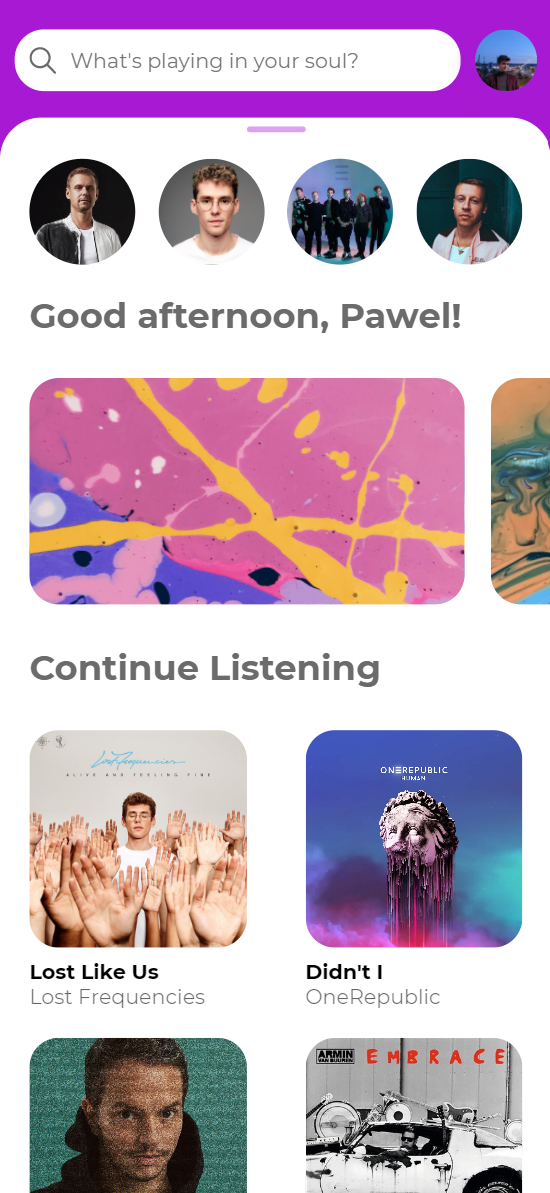 What's playing in your soul?
Good afternoon, Pawel!
Continue Listening
Lost Frequencies
ALIVE AND FEELING FINE
ONEREPUBLIC
HUMAN
Lost Like Us
Didn't I
Lost Frequencies
OneRepublic
ARMIN
VAN BUUREN
EMBRACE